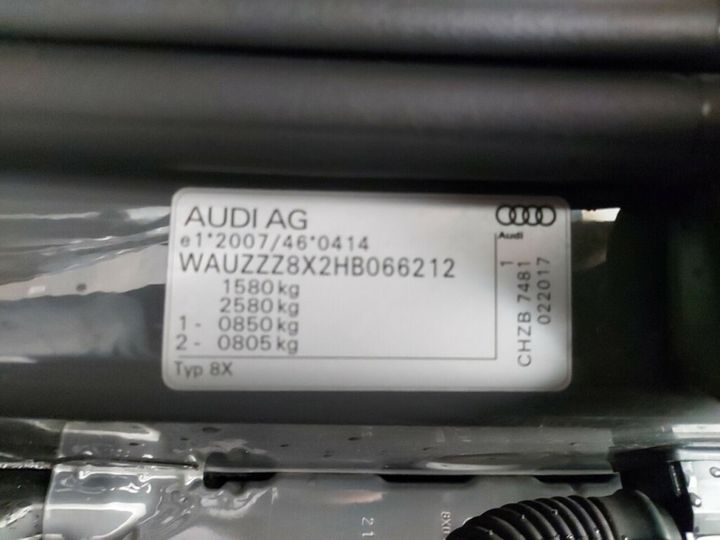 AUDI AG
Audi
e1*2007/46*0414
WAUZZZ8X2HB066212
1580 kg
2580 kg
1 - 0850 kg
2 - 0805 kg
Typ 8X
CHZB 7481 1
022017